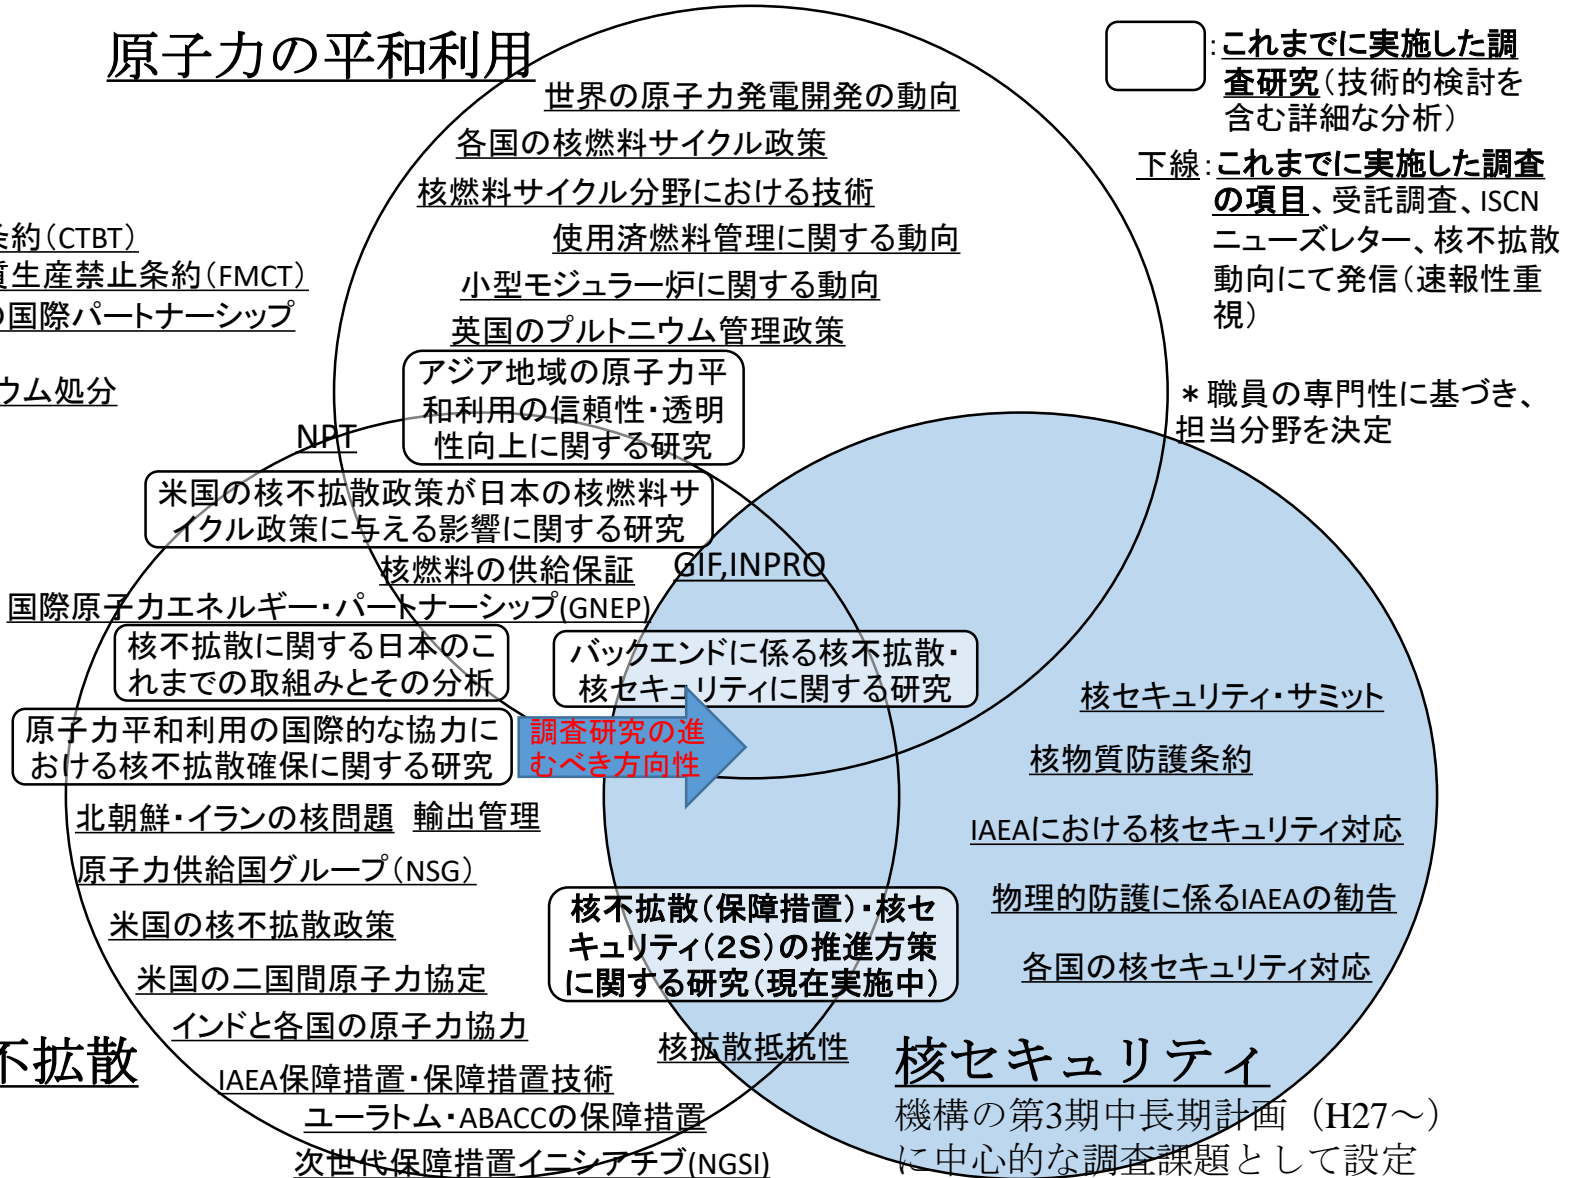 原子力の平和利用
:これまでに実施した調
査研究(技術的検討を
含む詳細な分析)
下線:これまでに実施した調査
の項目、受託調査、ISCN
ニューズレター、核不拡散
動向にて発信(速報性重
視)
*職員の専門性に基づき、
担当分野を決定
世界の原子力発電開発の動向
各国の核燃料サイクル政策
核燃料サイクル分野における技術
使用済燃料管理に関する動向
小型モジュラー炉に関する動向
英国のプルトニウム管理政策
条約(CTBT)
質生産禁止条約(FMCT)
の国際パートナーシップ
ウム処分
アジア地域の原子力平
和利用の信頼性・透明
性向上に関する研究
NPT
米国の核不拡散政策が日本の核燃料サ
イクル政策に与える影響に関する研究
核燃料の供給保証
GIF,INPRO
国際原子力エネルギー・パートナーシップ(GNEP)
核不拡散に関する日本のこ
れまでの取組みとその分析
バックエンドに係る核不拡散・
核セキュリティに関する研究
原子力平和利用の国際的な協力に
おける核不拡散確保に関する研究
調査研究の進
むべき方向性
核セキュリティ・サミット
核物質防護条約
IAEAにおける核セキュリティ対応
物理的防護に係るIAEAの勧告
各国の核セキュリティ対応
北朝鮮・イランの核問題 輸出管理
原子力供給国グループ(NSG)
米国の核不拡散政策
米国の二国間原子力協定
インドと各国の原子力協力
IAEA保障措置・保障措置技術
ユーラトム・ABACCの保障措置
次世代保障措置イニシアチブ(NGSI)
核不拡散(保障措置)・核セ
キュリティ(2S)の推進方策
に関する研究(現在実施中)
核拡散抵抗性
不拡散
核セキュリティ
機構の第3期中長期計画(H27~)
に中心的な調査課題として設定